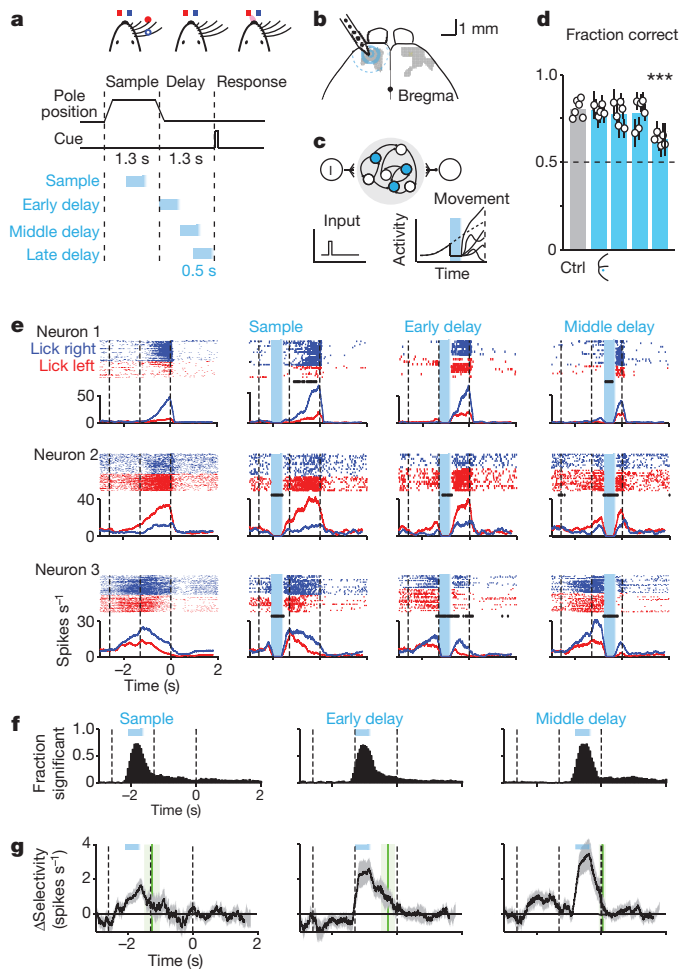 a
Sample Delay Response
Pole position
Cue
1.3 s 1.3 s
Sample
Early delay
Middle delay
Late delay
0.5 s
b
1 mm
Bregma
c
I
Input
Movement
Activity
Time
d
Fraction correct
***
1.0
0.5
0
Ctrl
e
Neuron 1
Lick right
Lick left
Sample
Early delay
Middle delay
50
0
Neuron 2
40
0
Neuron 3
30
0
Spikes s⁻¹
−2 0 2
Time (s)
f
Sample
Early delay
Middle delay
Fraction significant
1.0
0.5
0
−2 0 2
Time (s)
g
ΔSelectivity (spikes s⁻¹)
4
2
0
−2 0 2
Time (s)